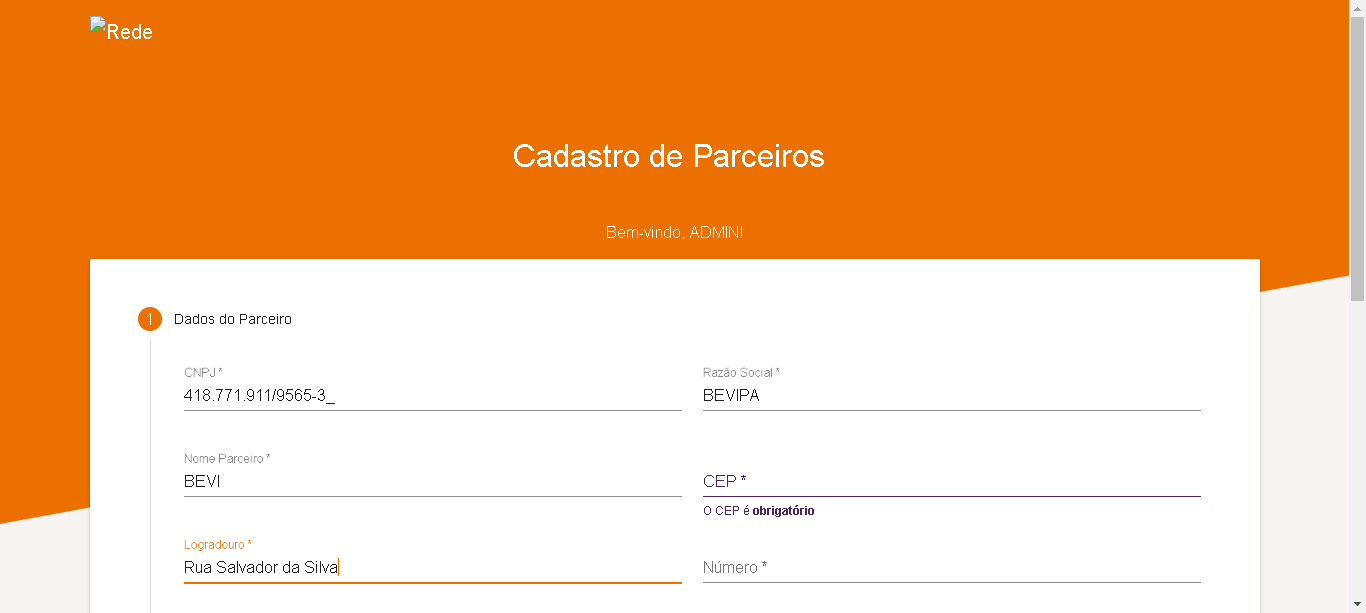 Rede
Cadastro de Parceiros
Bem-vindo, ADMIN!
1 Dados do Parceiro
CNPJ *
418.771.911/9565-3_
Razão Social *
BEVIPA
Nome Parceiro *
BEVI
CEP *
O CEP é obrigatório
Logradouro *
Rua Salvador da Silva
Número *